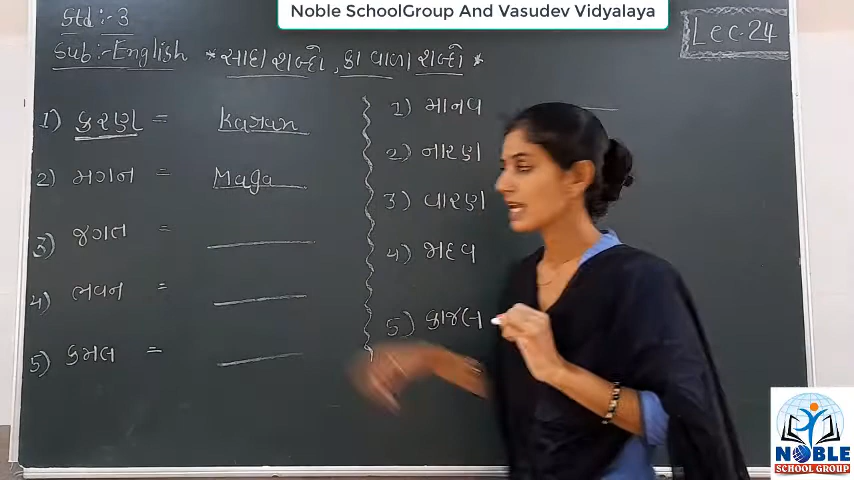 Noble SchoolGroup And Vasudev Vidyalaya
Std :- 3
Lec. 24
Sub :- English
* સાદા શબ્દો , કા વાળા શબ્દો *
1) કરણ = Karan
2) મગન = Maga
3) જગત =
4) ભવન =
5) કમલ =
1) માનવ
2) નારણ
3) વારણ
4)
5) કાજલ
NOBLE
SCHOOL GROUP